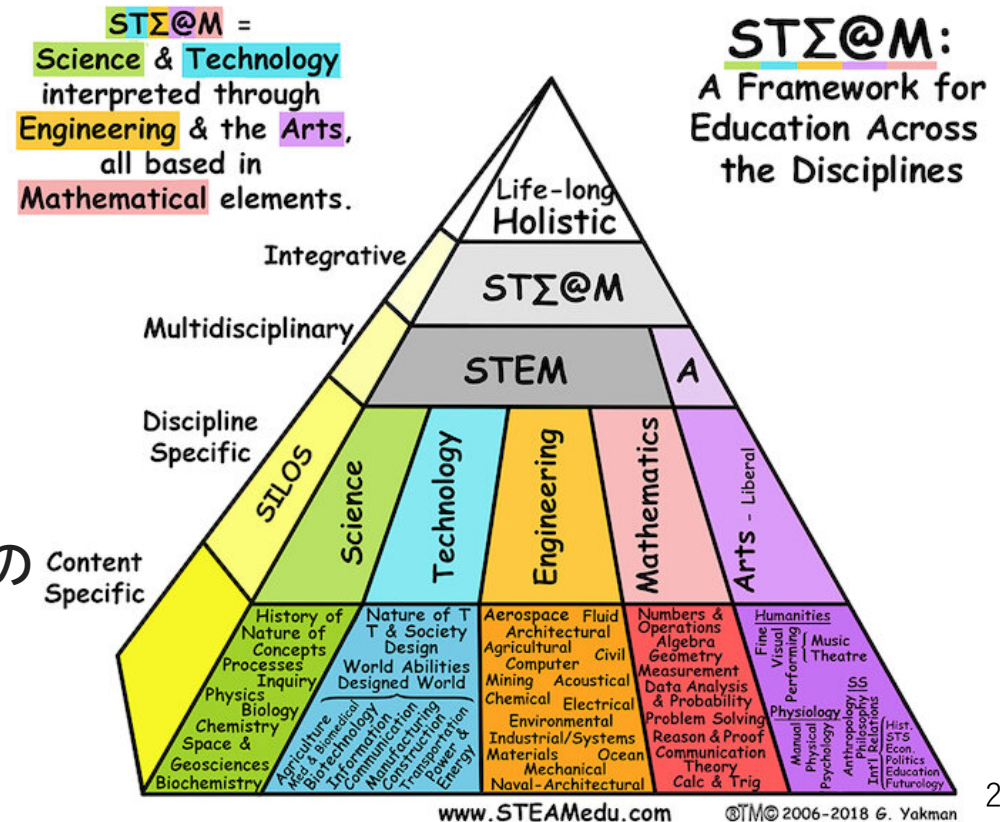 STΣ@M =
Science & Technology
interpreted through
Engineering & the Arts,
all based in
Mathematical elements.
STΣ@M:
A Framework for
Education Across
the Disciplines
Life-long
Holistic
Integrative
STΣ@M
Multidisciplinary
STEM
A
Discipline
Specific
SILOS
Science
Technology
Engineering
Mathematics
Arts - Liberal
の
Content
Specific
History of
Nature of
Concepts
Processes
Inquiry
Physics
Biology
Chemistry
Space &
Geosciences
Biochemistry
Nature of T
T & Society
Design
World Abilities
Designed World
Agriculture
Med & Biomedical
Biotechnology
Information
Communication
Manufacturing
Construction
Transportation
Power &
Energy
Aerospace Fluid
Architectural
Agricultural
Civil
Computer
Mining Acoustical
Chemical
Electrical
Environmental
Industrial/Systems
Materials Ocean
Mechanical
Naval-Architectural
Numbers &
Operations
Algebra
Geometry
Measurement
Data Analysis
& Probability
Problem Solving
Reason & Proof
Communication
Theory
Calc & Trig
Humanities
Fine
Visual
Performing
Music
Theatre
Physiology
Manual
Physical
Psychology
SS
Anthropology
Philosophy
SS
Int'l Relations
Hist.
STS
Econ.
Politics
Education
Futurology
www.STEAMedu.com
®TM© 2006-2018 G. Yakman
2